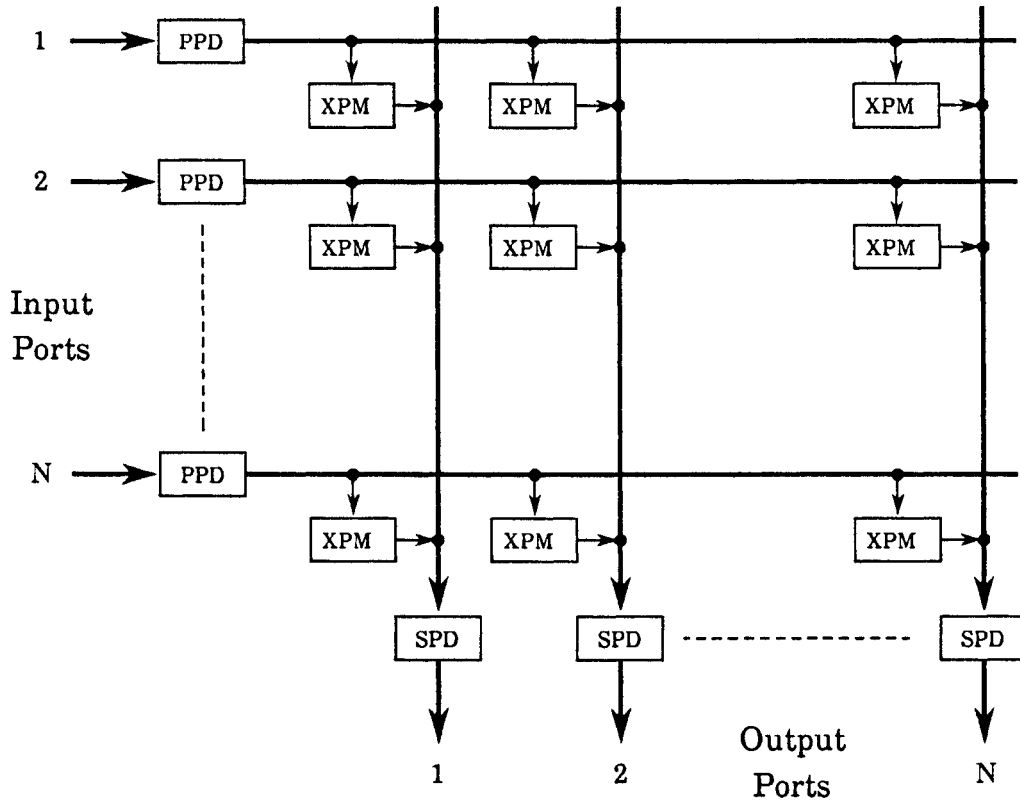 1 PPD
XPM XPM XPM
2 PPD
XPM XPM XPM
Input
Ports
N PPD
XPM XPM XPM
SPD SPD SPD
Output
Ports
1 2 N